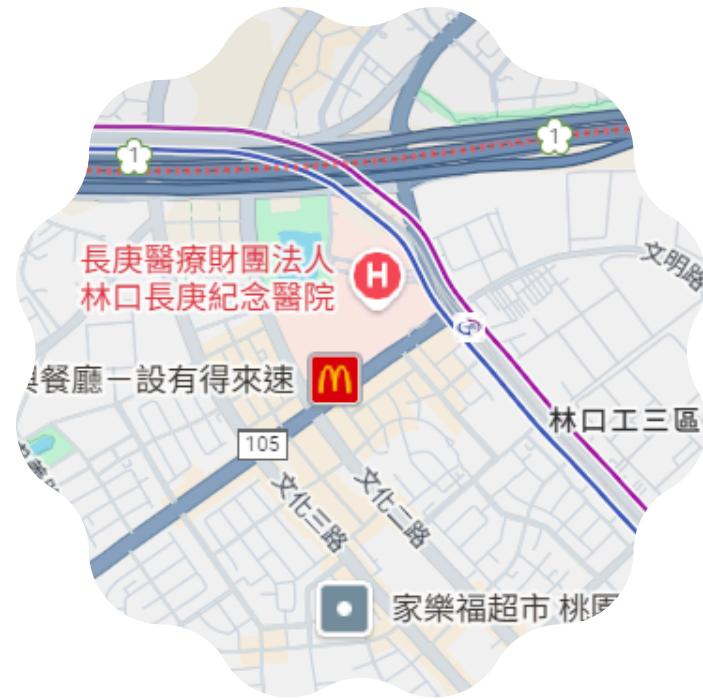 1
1
長庚醫療財團法人
林口長庚紀念醫院
H
文明路
餐廳－設有得來速
林口工三區
105
文化三路
文化二路
家樂福超市 桃園